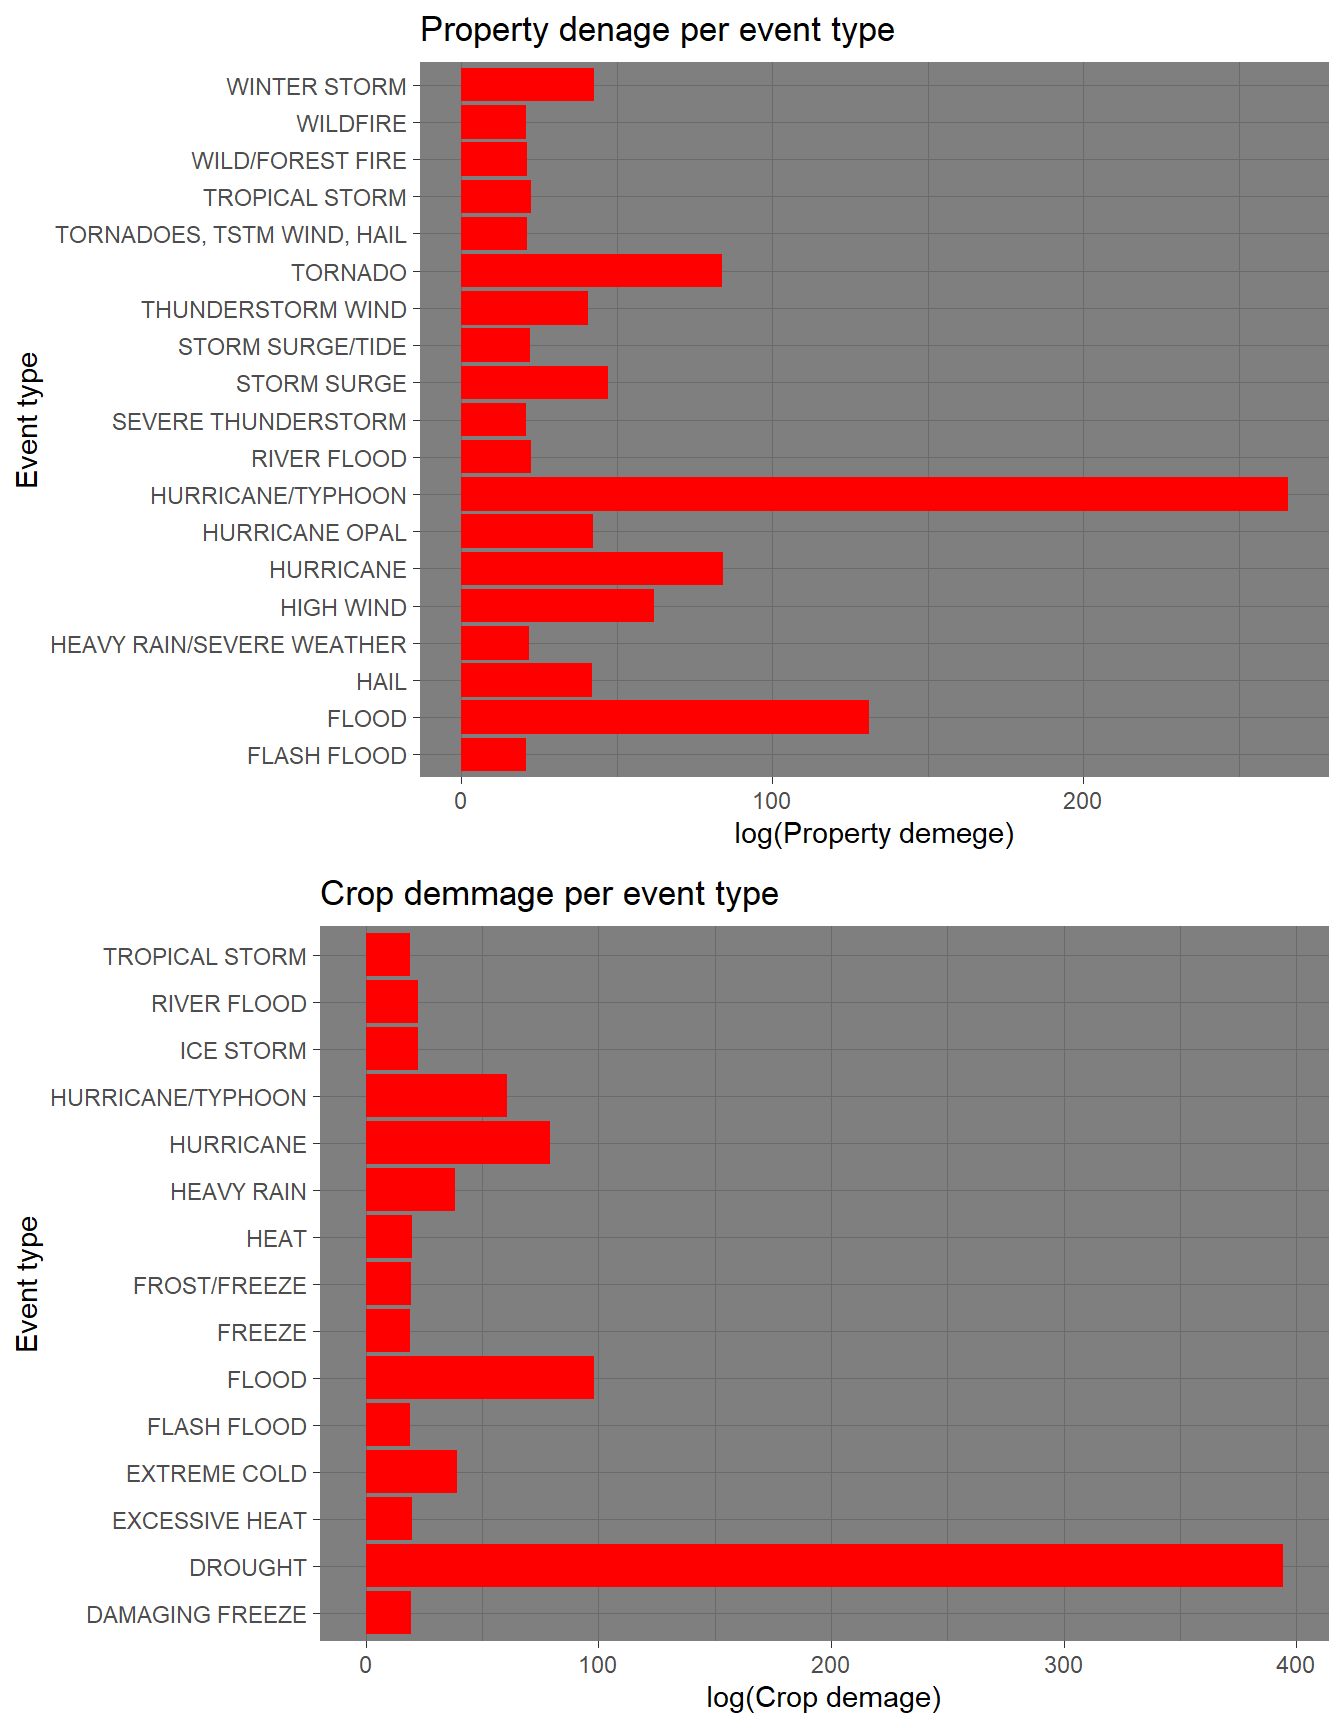 Property denage per event type
WINTER STORM
WILDFIRE
WILD/FOREST FIRE
TROPICAL STORM
TORNADOES, TSTM WIND, HAIL
TORNADO
THUNDERSTORM WIND
STORM SURGE/TIDE
STORM SURGE
SEVERE THUNDERSTORM
RIVER FLOOD
HURRICANE/TYPHOON
HURRICANE OPAL
HURRICANE
HIGH WIND
HEAVY RAIN/SEVERE WEATHER
HAIL
FLOOD
FLASH FLOOD
Event type
0 100 200
log(Property demege)
Crop demmage per event type
TROPICAL STORM
RIVER FLOOD
ICE STORM
HURRICANE/TYPHOON
HURRICANE
HEAVY RAIN
HEAT
FROST/FREEZE
FREEZE
FLOOD
FLASH FLOOD
EXTREME COLD
EXCESSIVE HEAT
DROUGHT
DAMAGING FREEZE
Event type
0 100 200 300 400
log(Crop demage)